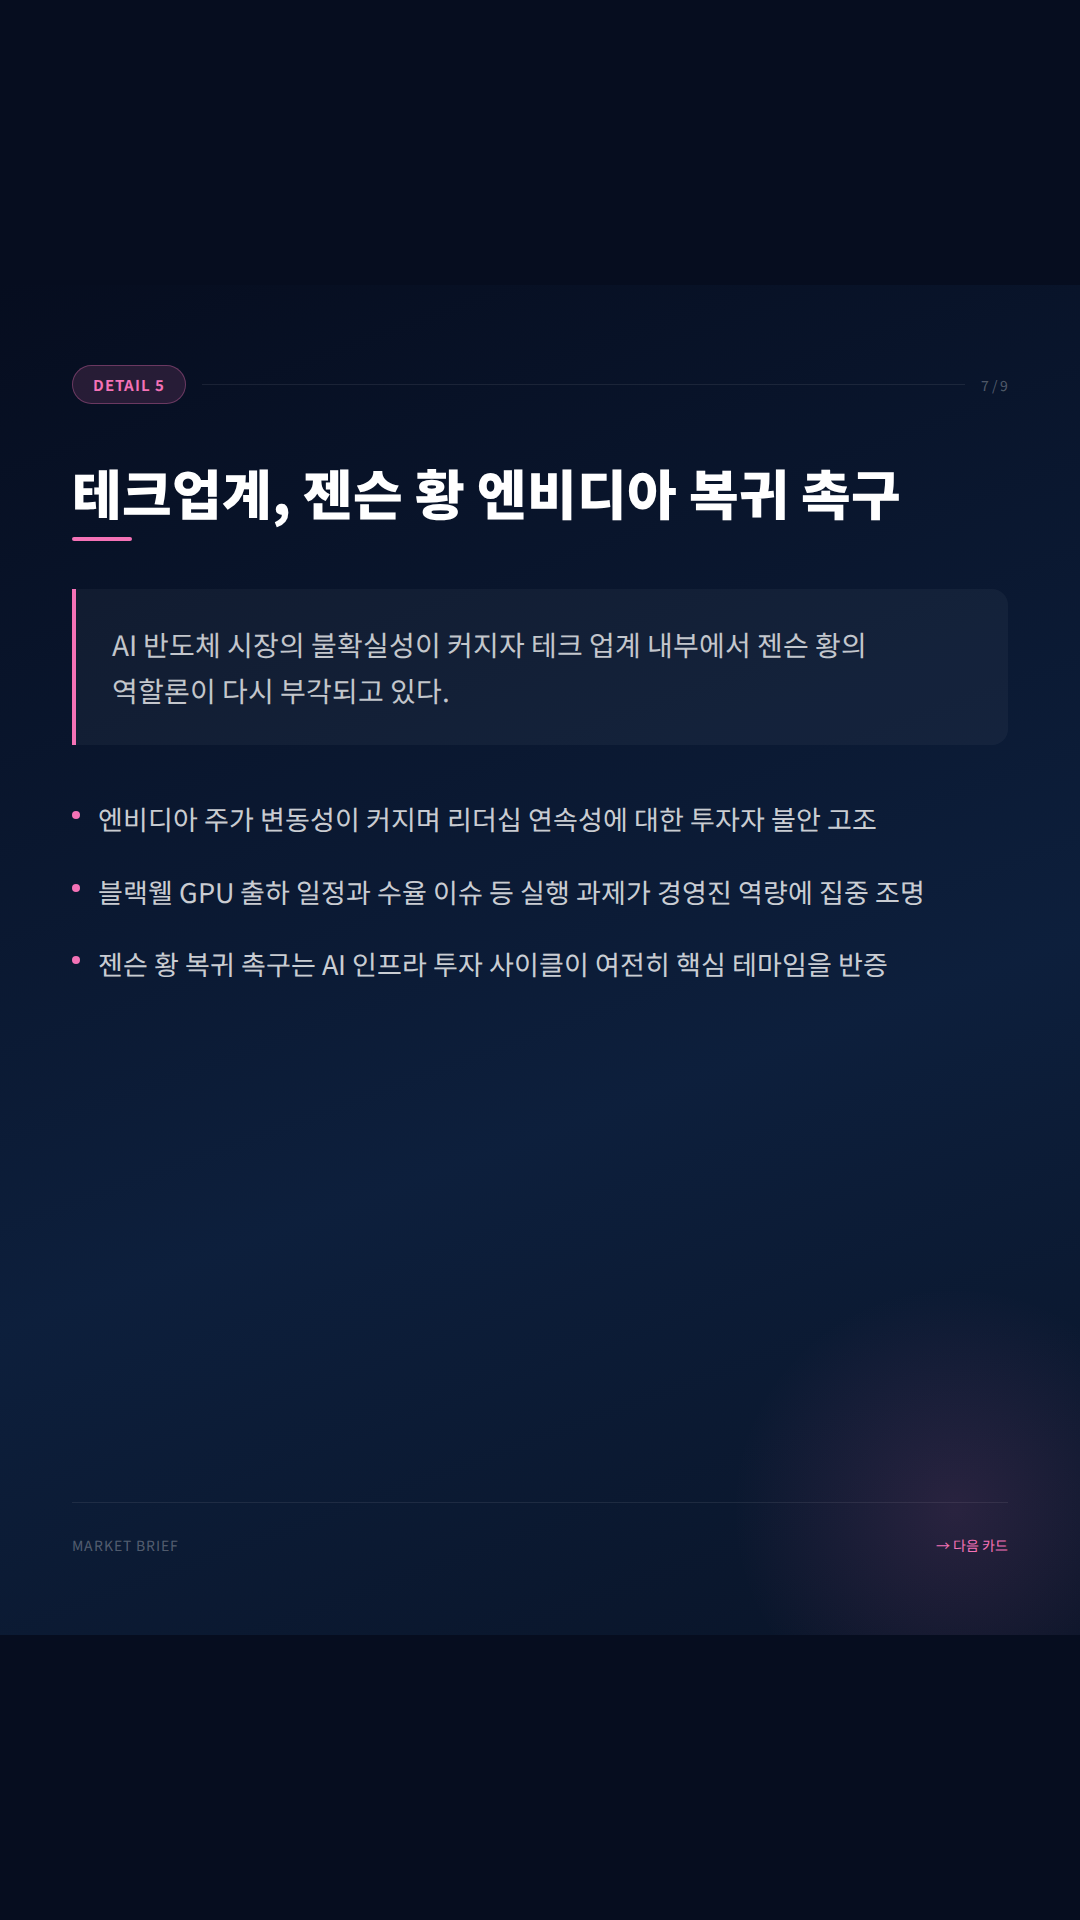 DETAIL 5
7 / 9
테크업계, 젠슨 황 엔비디아 복귀 촉구
AI 반도체 시장의 불확실성이 커지자 테크 업계 내부에서 젠슨 황의
역할론이 다시 부각되고 있다.
엔비디아 주가 변동성이 커지며 리더십 연속성에 대한 투자자 불안 고조
블랙웰 GPU 출하 일정과 수율 이슈 등 실행 과제가 경영진 역량에 집중 조명
젠슨 황 복귀 촉구는 AI 인프라 투자 사이클이 여전히 핵심 테마임을 반증
MARKET BRIEF
→ 다음 카드